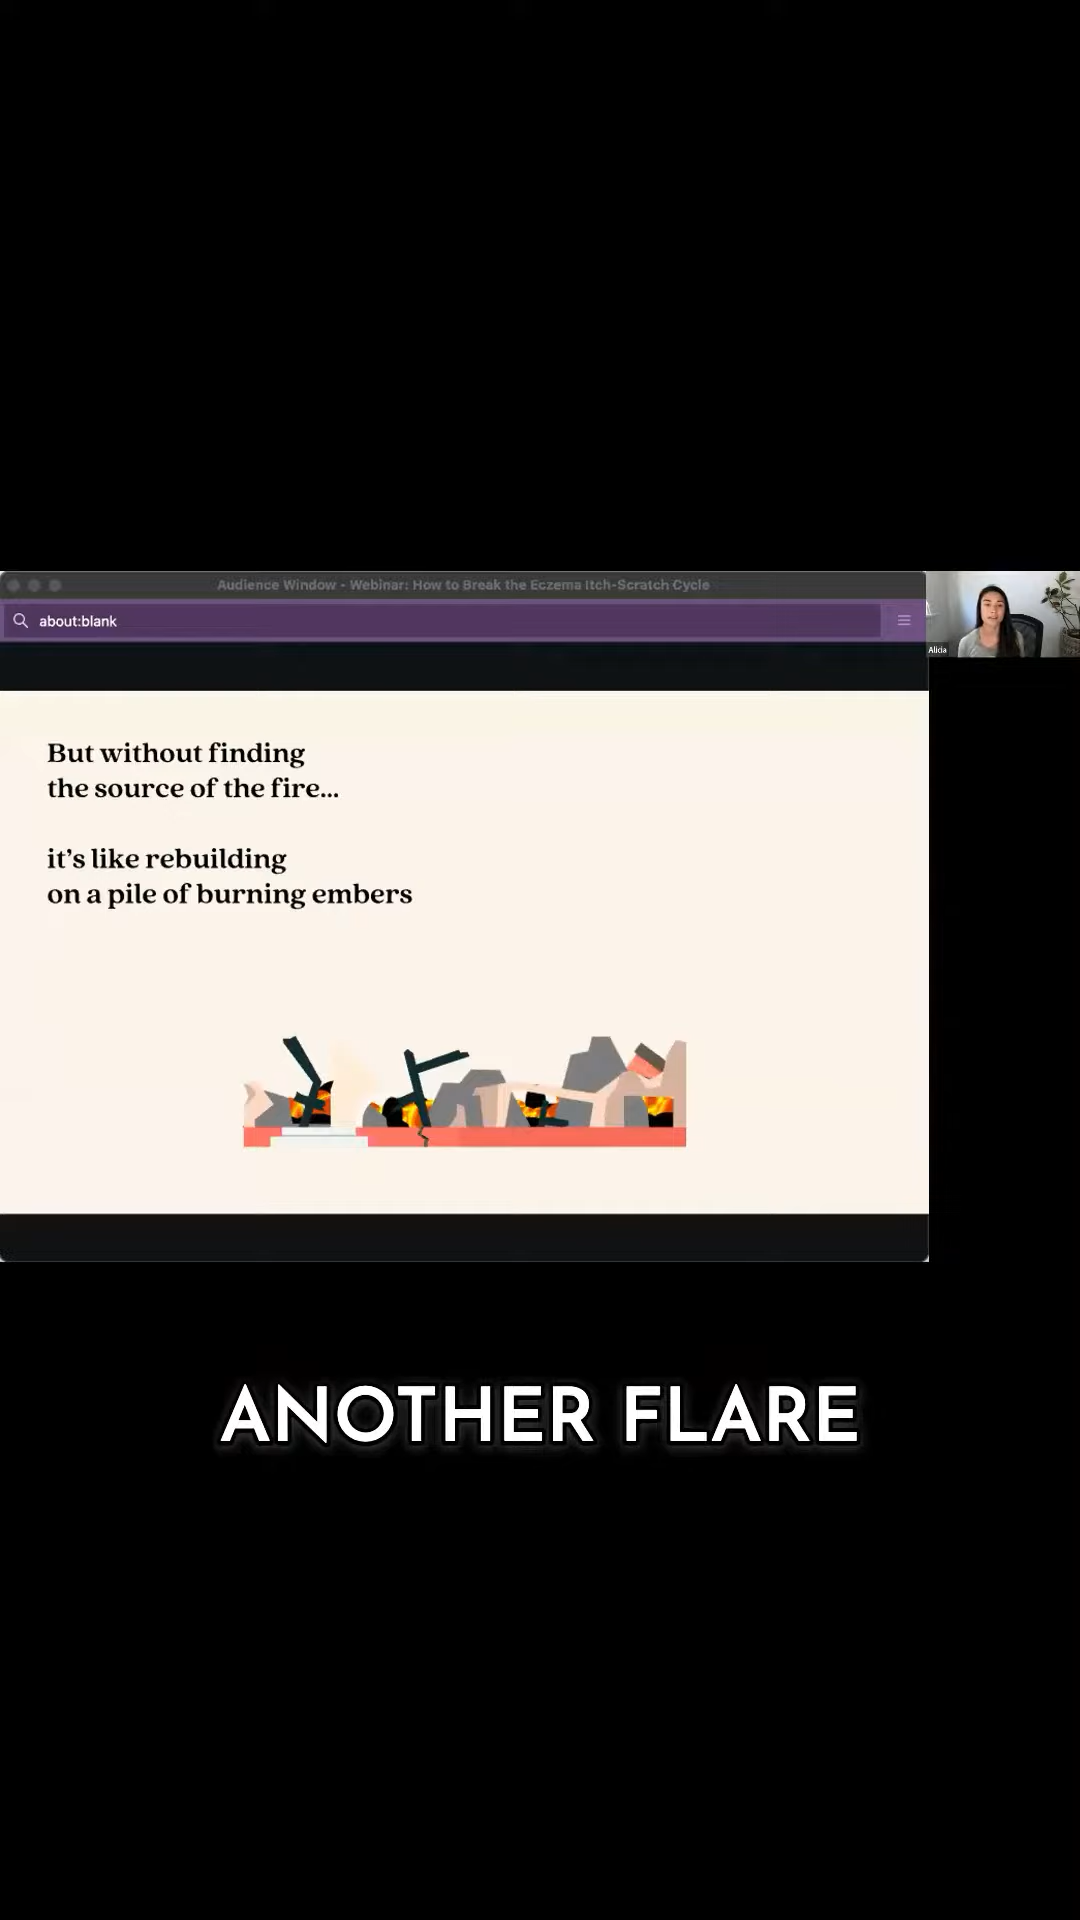 Audience Window - Webinar: How to Break the Eczema Itch-Scratch Cycle
about:blank
Alicia
But without finding
the source of the fire...
it's like rebuilding
on a pile of burning embers
ANOTHER FLARE